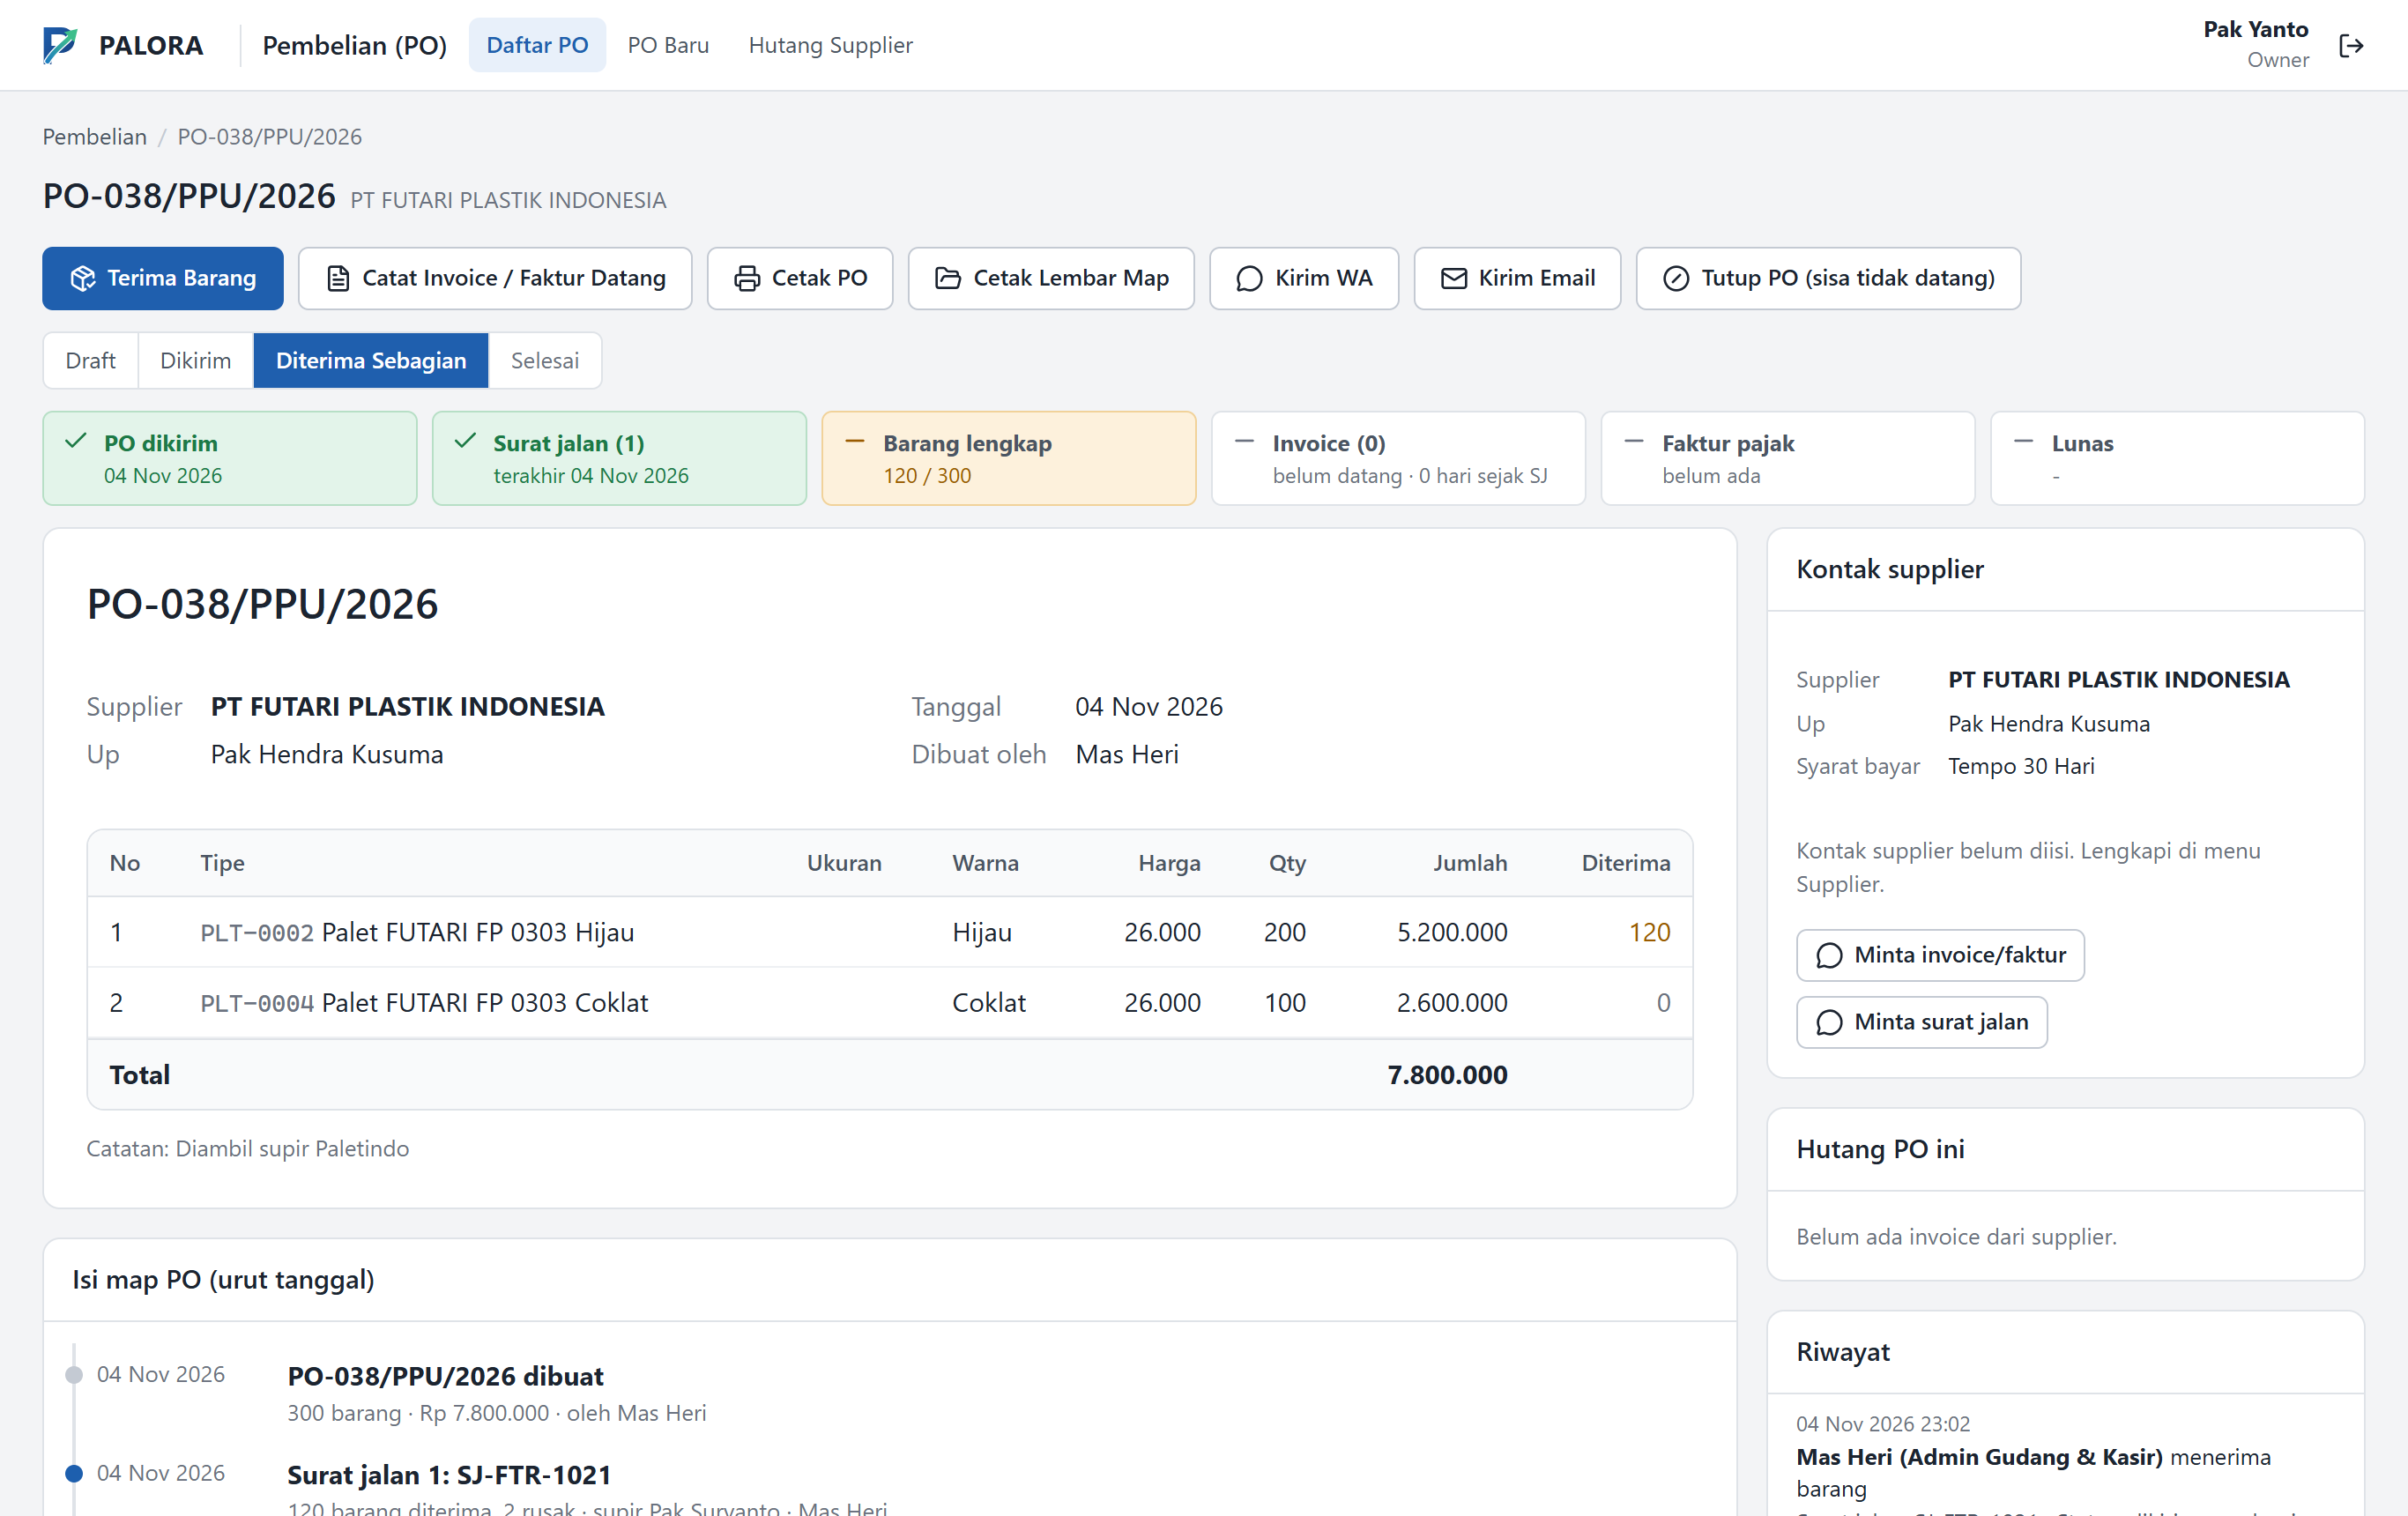 PALORA
Pembelian (PO)
Daftar PO
PO Baru
Hutang Supplier
Pak Yanto
Owner
Pembelian / PO-038/PPU/2026
PO-038/PPU/2026 PT FUTARI PLASTIK INDONESIA
Terima Barang
Catat Invoice / Faktur Datang
Cetak PO
Cetak Lembar Map
Kirim WA
Kirim Email
Tutup PO (sisa tidak datang)
Draft
Dikirim
Diterima Sebagian
Selesai
PO dikirim
04 Nov 2026
Surat jalan (1)
terakhir 04 Nov 2026
Barang lengkap
120 / 300
Invoice (0)
belum datang · 0 hari sejak SJ
Faktur pajak
belum ada
Lunas
-
PO-038/PPU/2026
Supplier PT FUTARI PLASTIK INDONESIA
Up Pak Hendra Kusuma
Tanggal 04 Nov 2026
Dibuat oleh Mas Heri
No Tipe Ukuran Warna Harga Qty Jumlah Diterima
1 PLT-0002 Palet FUTARI FP 0303 Hijau Hijau 26.000 200 5.200.000 120
2 PLT-0004 Palet FUTARI FP 0303 Coklat Coklat 26.000 100 2.600.000 0
Total 7.800.000
Catatan: Diambil supir Paletindo
Isi map PO (urut tanggal)
04 Nov 2026
PO-038/PPU/2026 dibuat
300 barang · Rp 7.800.000 · oleh Mas Heri
04 Nov 2026
Surat jalan 1: SJ-FTR-1021
120 barang diterima, 2 rusak · supir Pak Suryanto · Mas Heri
Kontak supplier
Supplier PT FUTARI PLASTIK INDONESIA
Up Pak Hendra Kusuma
Syarat bayar Tempo 30 Hari
Kontak supplier belum diisi. Lengkapi di menu
Supplier.
Minta invoice/faktur
Minta surat jalan
Hutang PO ini
Belum ada invoice dari supplier.
Riwayat
04 Nov 2026 23:02
Mas Heri (Admin Gudang & Kasir) menerima
barang